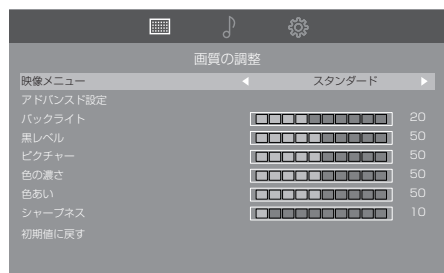 画質の調整
映像メニュー スタンダード
アドバンスド設定
バックライト 20
黒レベル 50
ピクチャー 50
色の濃さ 50
色あい 50
シャープネス 10
初期値に戻す